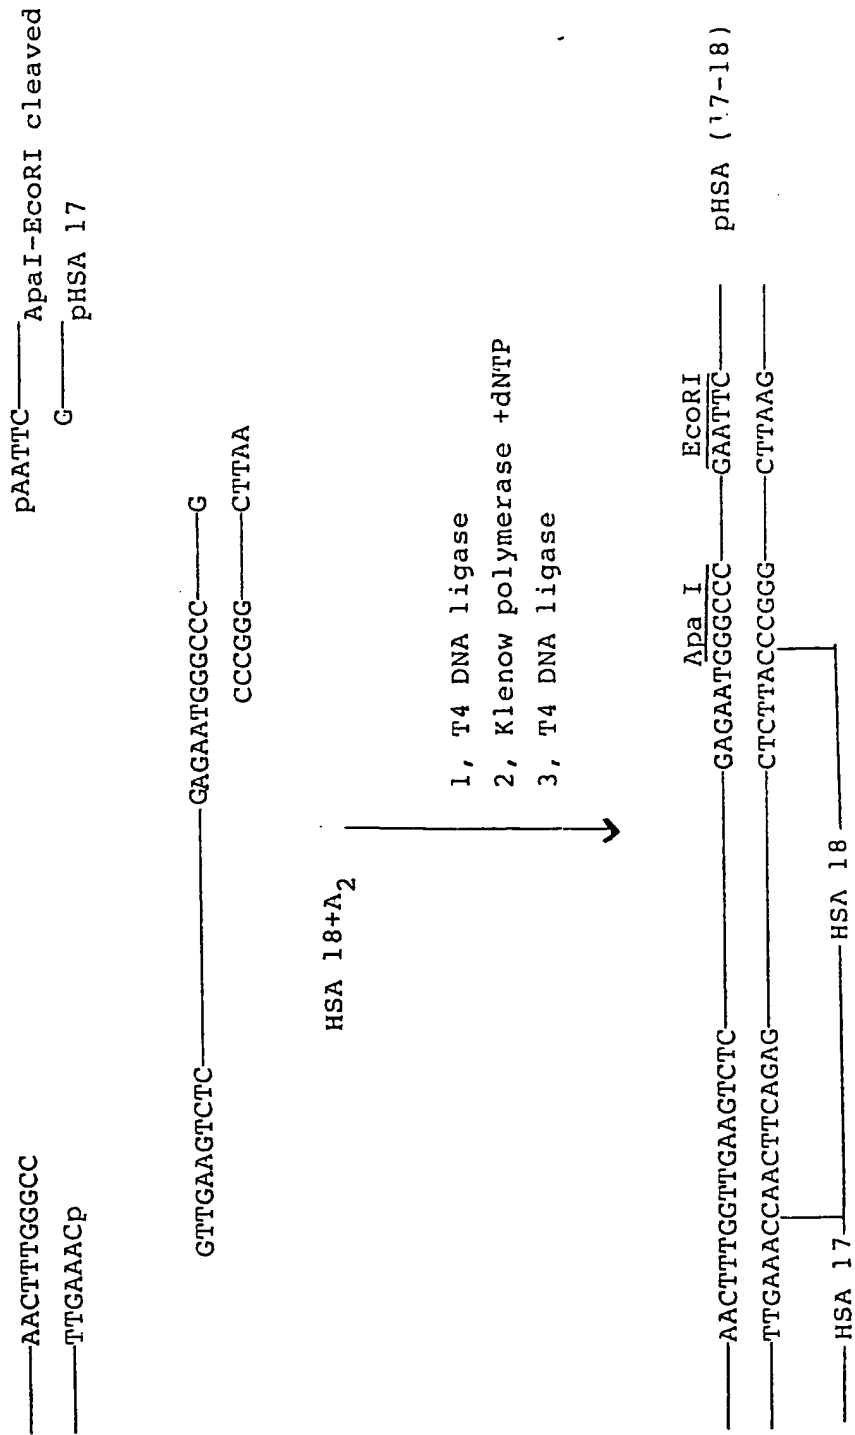 AACTTTGGGCC pAATTC ApaI-EcoRI cleaved
TTGAAACp G pHSA 17
GTTGAAGTCTC GAGAATGGGCCC G
CCCGGG CTTAA
HSA 18+A2
1, T4 DNA ligase
2, Klenow polymerase +dNTP
3, T4 DNA ligase
Apa I EcoRI
AACTTTGGTTGAAGTCTC GAGAATGGGCCC GAATTC pHSA (17-18)
TTGAAACCAACTTCAGAG CTCTTACCCGGG CTTAAG
HSA 17 HSA 18